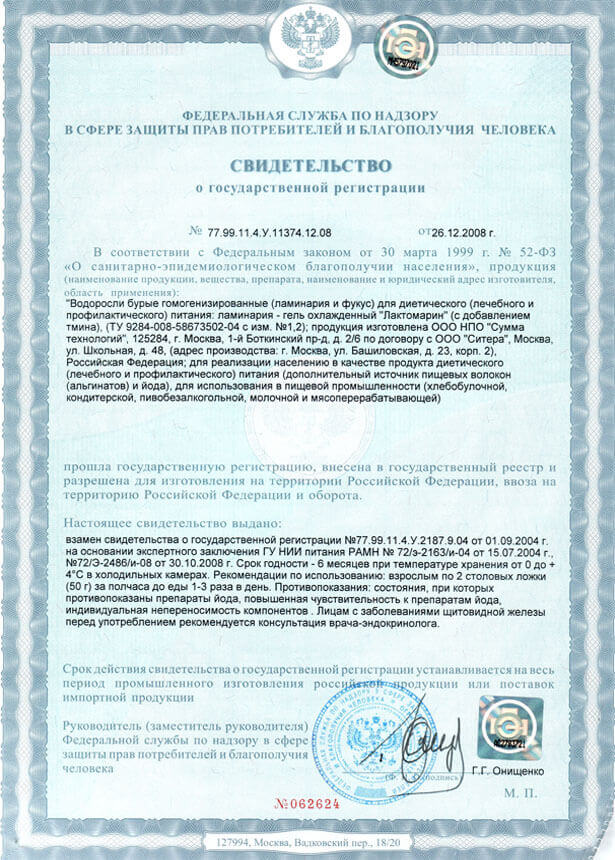 ФЕДЕРАЛЬНАЯ СЛУЖБА ПО НАДЗОРУ
В СФЕРЕ ЗАЩИТЫ ПРАВ ПОТРЕБИТЕЛЕЙ И БЛАГОПОЛУЧИЯ ЧЕЛОВЕКА
СВИДЕТЕЛЬСТВО
о государственной регистрации
№ 77.99.11.4.У.11374.12.08 от 26.12.2008 г.
В соответствии с Федеральным законом от 30 марта 1999 г. № 52-ФЗ
«О санитарно-эпидемиологическом благополучии населения», продукция
(наименование продукции, вещества, препарата, наименование и юридический адрес изготовителя,
область применения):
"Водоросли бурые гомогенизированные (ламинария и фукус) для диетического (лечебного и
профилактического) питания: ламинария - гель охлажденный "Лактомарин" (с добавлением
тмина), (ТУ 9284-008-58673502-04 с изм. №1,2); продукция изготовлена ООО НПО "Сумма
технологий", 125284, г. Москва, 1-й Боткинский пр-д, д. 2/6 по договору с ООО "Ситера", Москва,
ул. Школьная, д. 48, (адрес производства: г. Москва, ул. Башиловская, д. 23, корп. 2),
Российская Федерация; для реализации населению в качестве продукта диетического
(лечебного и профилактического) питания (дополнительный источник пищевых волокон
(альгинатов) и йода), для использования в пищевой промышленности (хлебобулочной,
кондитерской, пивобезалкогольной, молочной и мясоперерабатывающей)
прошла государственную регистрацию, внесена в государственный реестр и
разрешена для изготовления на территории Российской Федерации, ввоза на
территорию Российской Федерации и оборота.
Настоящее свидетельство выдано:
взамен свидетельства о государственной регистрации №77.99.11.4.У.2187.9.04 от 01.09.2004 г.
на основании экспертного заключения ГУ НИИ питания РАМН № 72/э-2163/и-04 от 15.07.2004 г.,
№72/Э-2486/и-08 от 30.10.2008 г. Срок годности - 6 месяцев при температуре хранения от 0 до +
4°С в холодильных камерах. Рекомендации по использованию: взрослым по 2 столовых ложки
(50 г) за полчаса до еды 1-3 раза в день. Противопоказания: состояния, при которых
противопоказаны препараты йода, повышенная чувствительность к препаратам йода,
индивидуальная непереносимость компонентов . Лицам с заболеваниями щитовидной железы
перед употреблением рекомендуется консультация врача-эндокринолога.
Срок действия свидетельства о государственной регистрации устанавливается на весь
период промышленного изготовления российской продукции или поставок
импортной продукции
Руководитель (заместитель руководителя)
Федеральной службы по надзору в сфере
защиты прав потребителей и благополучия
человека
Г.Г. Онищенко
М. П.
№062624
127994, Москва, Вадковский пер., 18/20